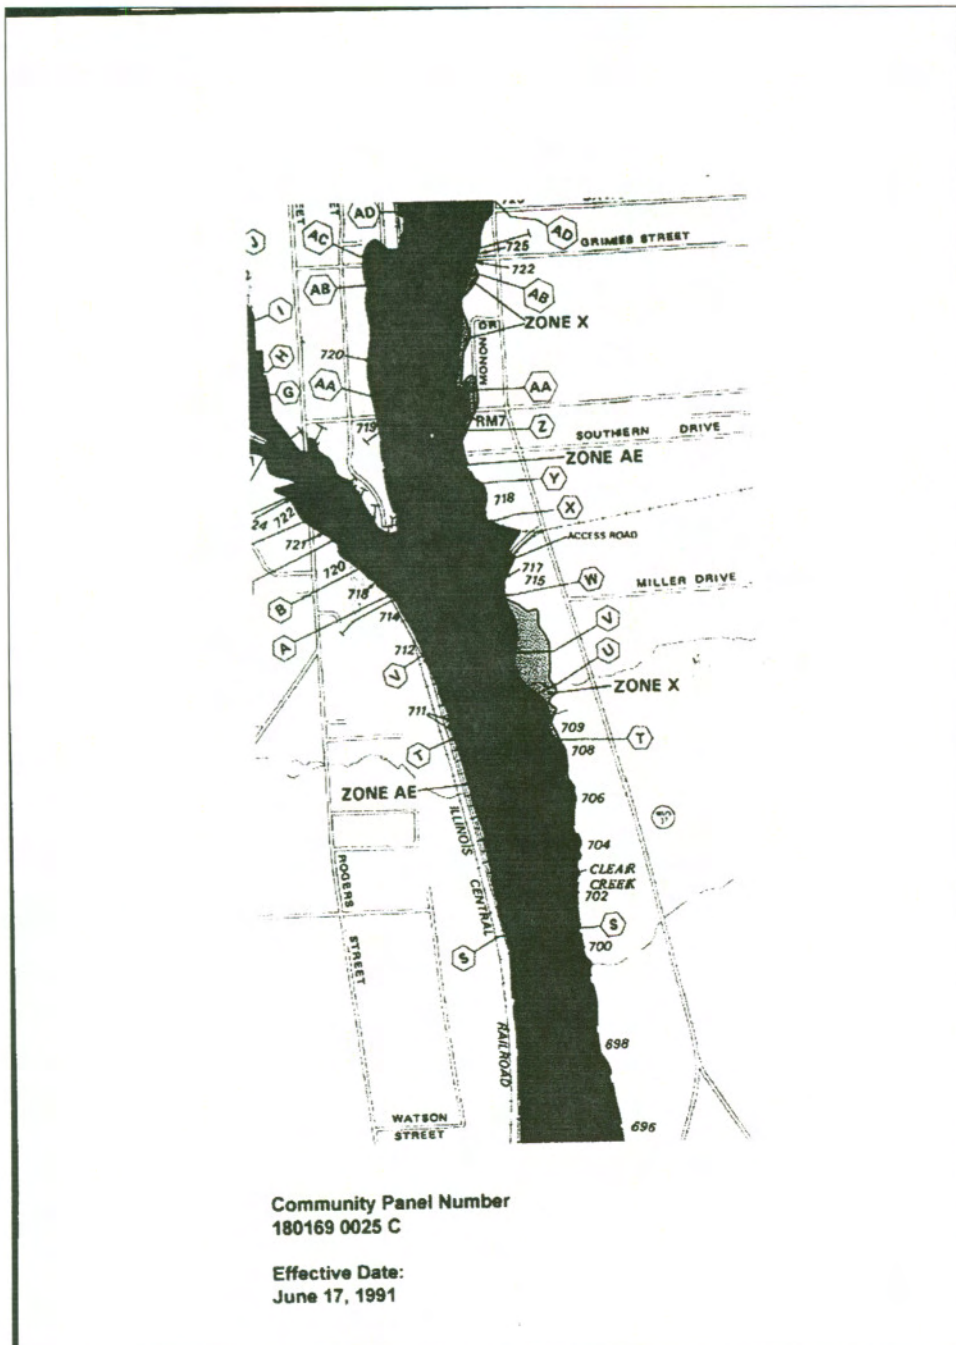 AD
AD
AC
J
725
GRIMES STREET
722
AB
AB
I
ZONE X
DR
MONON
H
720
G
AA
AA
RM7
Z
719
SOUTHERN DRIVE
ZONE AE
Y
718
X
24
722
721
ACCESS ROAD
717
720
715
W
MILLER DRIVE
718
B
714
V
A
712
U
V
ZONE X
711
709
T
708
T
ZONE AE
706
ILLINOIS
704
CLEAR
CREEK
702
ROGERS
CENTRAL
S
700
STREET
S
698
RAILROAD
WATSON
STREET
696
Community Panel Number
180169 0025 C
Effective Date:
June 17, 1991